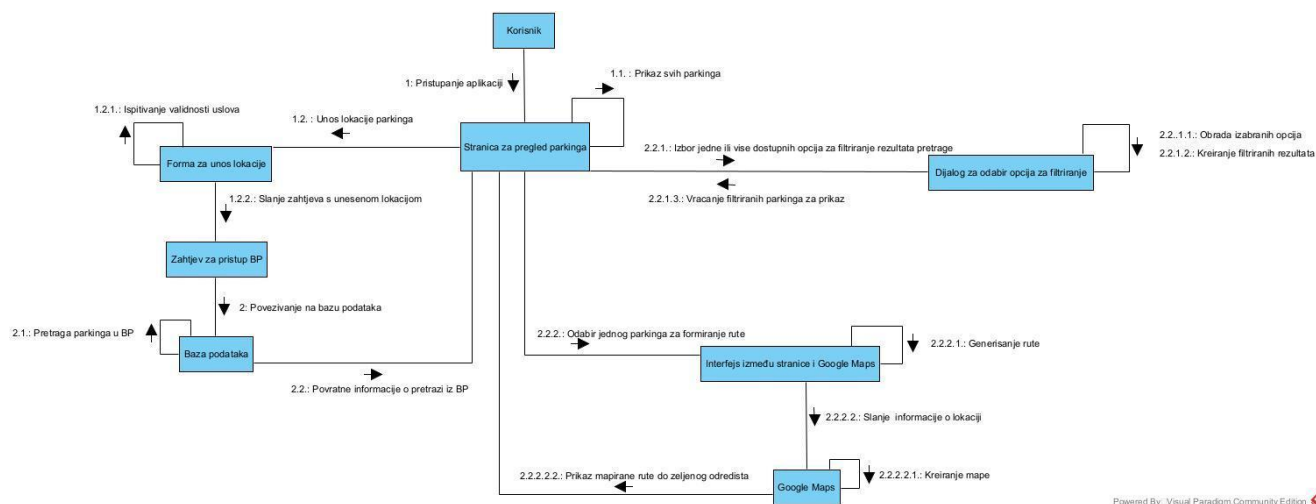 Korisnik
1: Pristupanje aplikaciji
1.1. : Prikaz svih parkinga
1.2.1.: Ispitivanje validnosti uslova
1.2. : Unos lokacije parkinga
Forma za unos lokacije
Stranica za pregled parkinga
2.2.1.: Izbor jedne ili vise dostupnih opcija za filtriranje rezultata pretrage
2.2..1.1.: Obrada izabranih opcija
2.2.1.2.: Kreiranje filtriranih rezultata
Dijalog za odabir opcija za filtriranje
2.2.1.3.: Vracanje filtriranih parkinga za prikaz
1.2.2.: Slanje zahtjeva s unesenom lokacijom
Zahtjev za pristup BP
2: Povezivanje na bazu podataka
2.1.: Pretraga parkinga u BP
Baza podataka
2.2.: Povratne informacije o pretrazi iz BP
2.2.2.: Odabir jednog parkinga za formiranje rute
Interfejs između stranice i Google Maps
2.2.2.1.: Generisanje rute
2.2.2.2.: Slanje informacije o lokaciji
2.2.2.2.2.: Prikaz mapirane rute do zeljenog odredista
Google Maps
2.2.2.2.1.: Kreiranje mape
Powered By: Visual Paradigm Community Edition